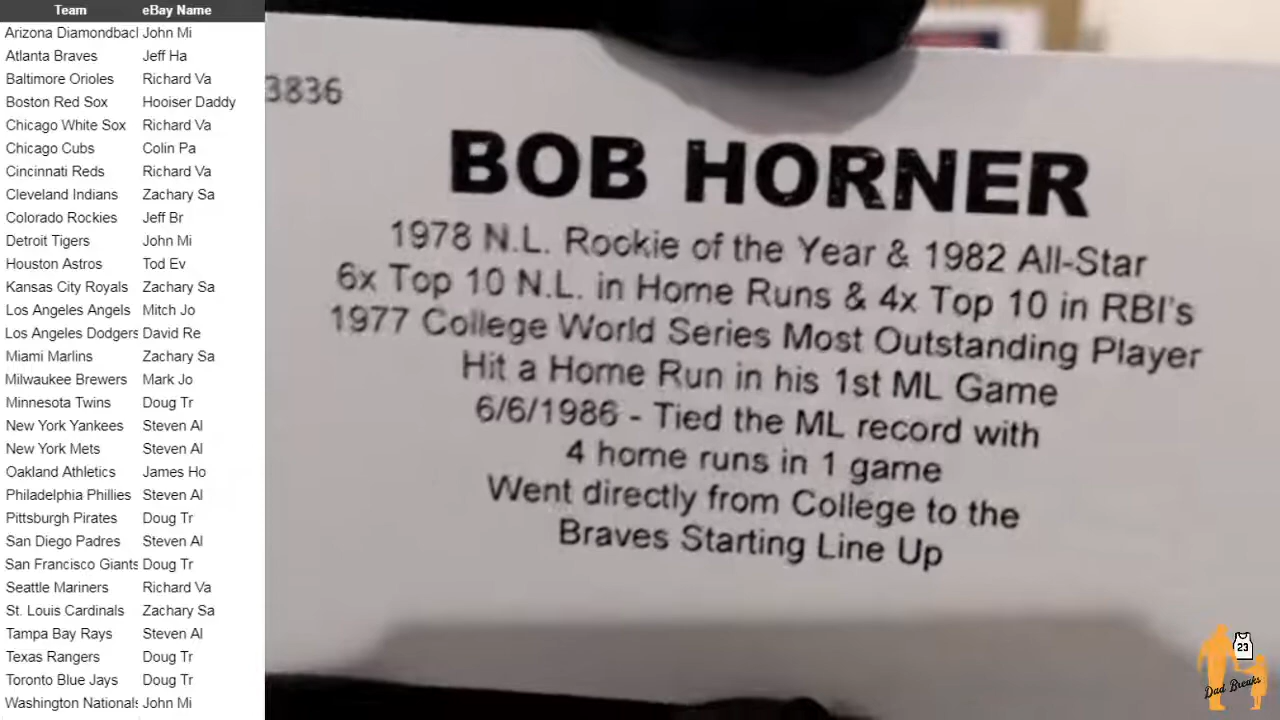 Team eBay Name
Arizona Diamondbacl John Mi
Atlanta Braves Jeff Ha
Baltimore Orioles Richard Va
Boston Red Sox Hooiser Daddy
Chicago White Sox Richard Va
Chicago Cubs Colin Pa
Cincinnati Reds Richard Va
Cleveland Indians Zachary Sa
Colorado Rockies Jeff Br
Detroit Tigers John Mi
Houston Astros Tod Ev
Kansas City Royals Zachary Sa
Los Angeles Angels Mitch Jo
Los Angeles Dodgers David Re
Miami Marlins Zachary Sa
Milwaukee Brewers Mark Jo
Minnesota Twins Doug Tr
New York Yankees Steven Al
New York Mets Steven Al
Oakland Athletics James Ho
Philadelphia Phillies Steven Al
Pittsburgh Pirates Doug Tr
San Diego Padres Steven Al
San Francisco Giants Doug Tr
Seattle Mariners Richard Va
St. Louis Cardinals Zachary Sa
Tampa Bay Rays Steven Al
Texas Rangers Doug Tr
Toronto Blue Jays Doug Tr
Washington Nationals John Mi
3836
BOB HORNER
1978 N.L. Rookie of the Year & 1982 All-Star
6x Top 10 N.L. in Home Runs & 4x Top 10 in RBI's
1977 College World Series Most Outstanding Player
Hit a Home Run in his 1st ML Game
6/6/1986 - Tied the ML record with
4 home runs in 1 game
Went directly from College to the
Braves Starting Line Up
23
Dad Breaks